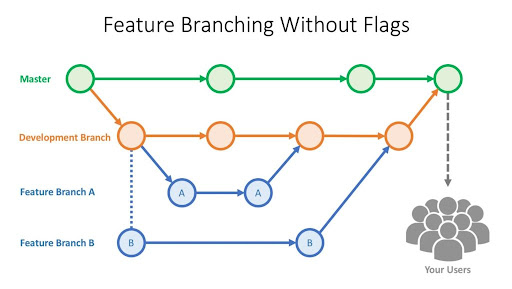 Feature Branching Without Flags
Master
Development Branch
Feature Branch A
A
A
Feature Branch B
B
B
Your Users